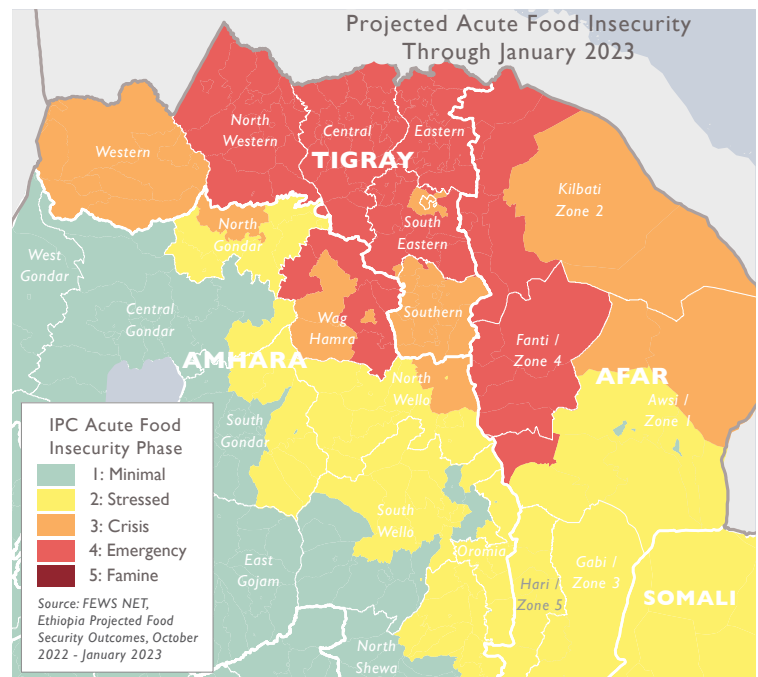 Projected Acute Food Insecurity
Through January 2023
North
Western
Central
Eastern
Western
TIGRAY
Kilbati
Zone 2
North
Gondar
South
Eastern
West
Gondar
Central
Gondar
Wag
Hamra
Southern
Fanti /
Zone 4
AMHARA
AFAR
North
Wello
Awsi /
Zone 1
South
Gondar
South
Wello
Oromia
East
Gojam
Hari /
Zone 5
Gabi /
Zone 3
SOMALI
North
Shewa
IPC Acute Food
Insecurity Phase
1: Minimal
2: Stressed
3: Crisis
4: Emergency
5: Famine
Source: FEWS NET,
Ethiopia Projected Food
Security Outcomes, October
2022 - January 2023